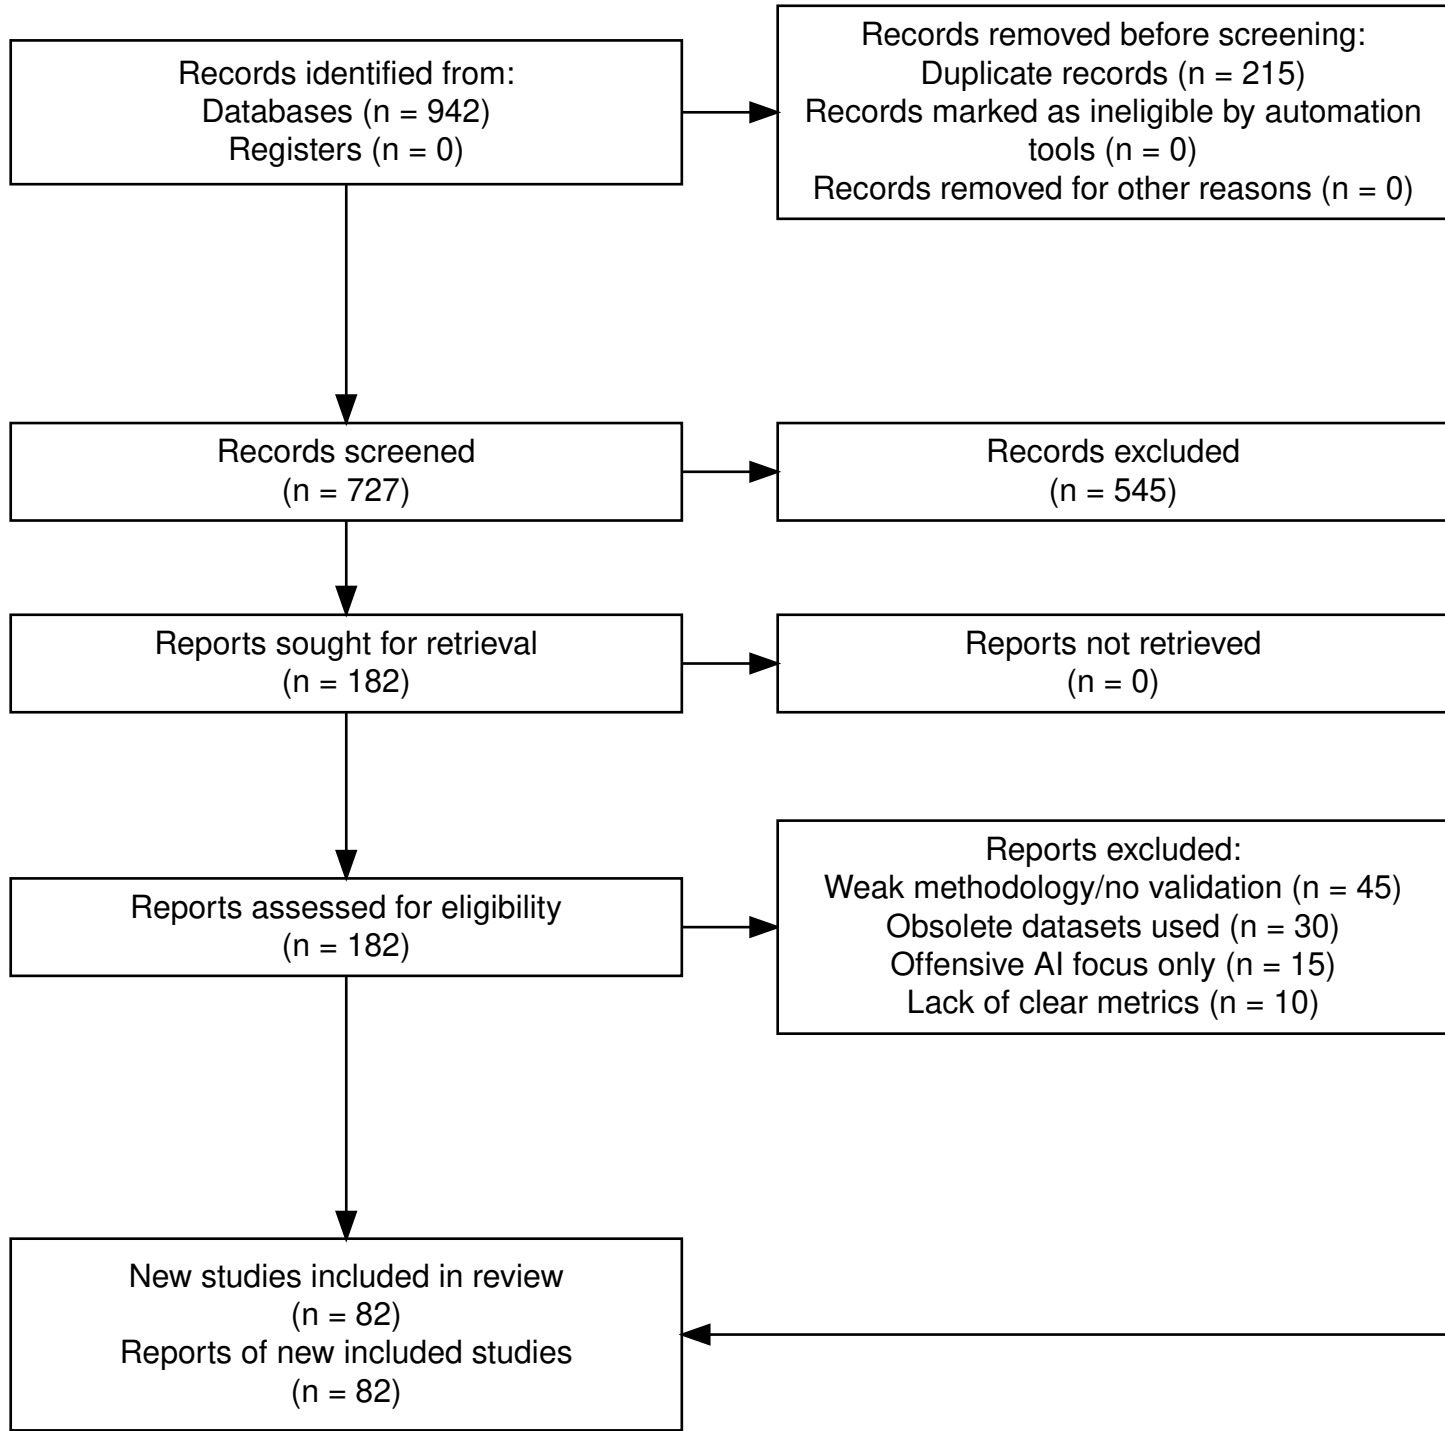 Records identified from:
Databases (n = 942)
Registers (n = 0)
Records removed before screening:
Duplicate records (n = 215)
Records marked as ineligible by automation
tools (n = 0)
Records removed for other reasons (n = 0)
Records screened
(n = 727)
Records excluded
(n = 545)
Reports sought for retrieval
(n = 182)
Reports not retrieved
(n = 0)
Reports assessed for eligibility
(n = 182)
Reports excluded:
Weak methodology/no validation (n = 45)
Obsolete datasets used (n = 30)
Offensive AI focus only (n = 15)
Lack of clear metrics (n = 10)
New studies included in review
(n = 82)
Reports of new included studies
(n = 82)